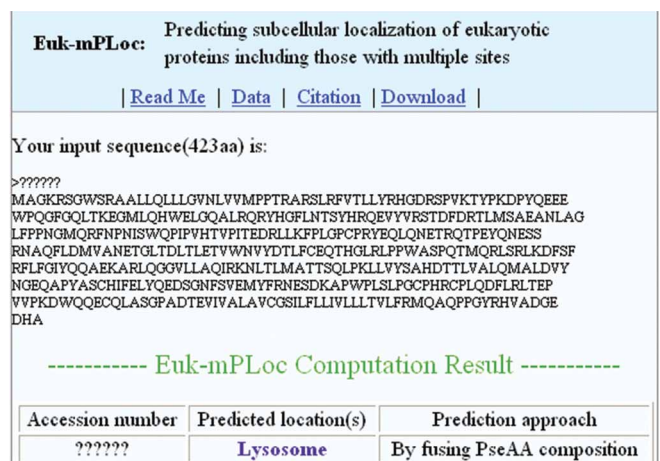 Euk-mPLoc: Predicting subcellular localization of eukaryotic
proteins including those with multiple sites
| Read Me | Data | Citation | Download |
Your input sequence(423aa) is:
>??????
MAGKRSGWSRAALLQLLLGVNLVVMPPTRARSLRFVTLLYRHGDRSPVKTYPKDPYQEEE
WPQGFGQLTKEGMLQHWELGQALRQRYHGFLNTSYHRQEVYVRSTDFDRTLMSAEANLAG
LFPPNGMQRFNPNISWQPIPVHTVPITEDRLLKFPLGPCPRYEQLQNETRQTPEYQNESS
RNAQFLDMVANETGLTDLTLETVWNVYDTLFCEQTHGLRLPPWASPQTMQRLSRLKDFSF
RFLFGIYQQAEKARLQGGVLLAQIRKNLTLMATTSQLPKLLVYSAHDTTLVALQMALDVY
NGEQAPYASCHIFELYQEDSGNFSVEMYFRNESDKAPWPLSLPGCPHRCPLQDFLRLTEP
VVPKDWQQECQLASGPADTEVIVALAVCGSILFLLIVLLLTVLFRMQAQPPGYRHVADGE
DHA
----------- Euk-mPLoc Computation Result -----------
Accession number Predicted location(s) Prediction approach
?????? Lysosome By fusing PseAA composition